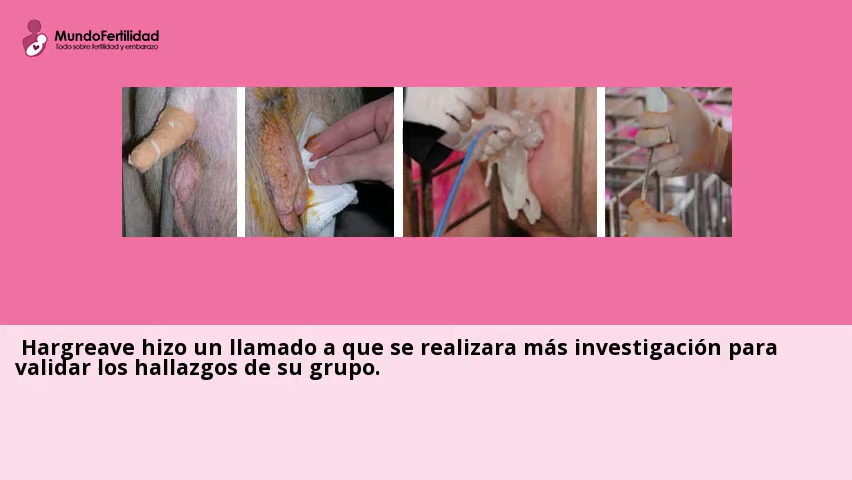 MundoFertilidad
Todo sobre fertilidad y embarazo
Hargreave hizo un llamado a que se realizara más investigación para
validar los hallazgos de su grupo.